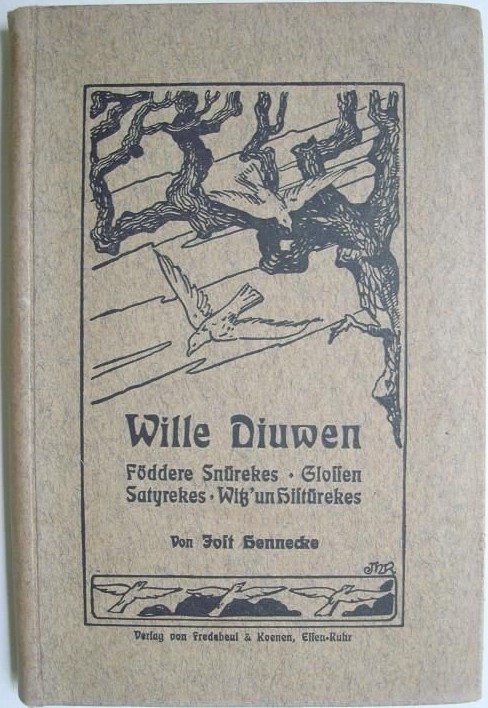 Wille Diuwen
Föddere Snürekes · Glossen
Satyrekes · Witz' un Histürekes
Von Jost Hennecke
Verlag von Fredebeul & Koenen, Essen-Ruhr